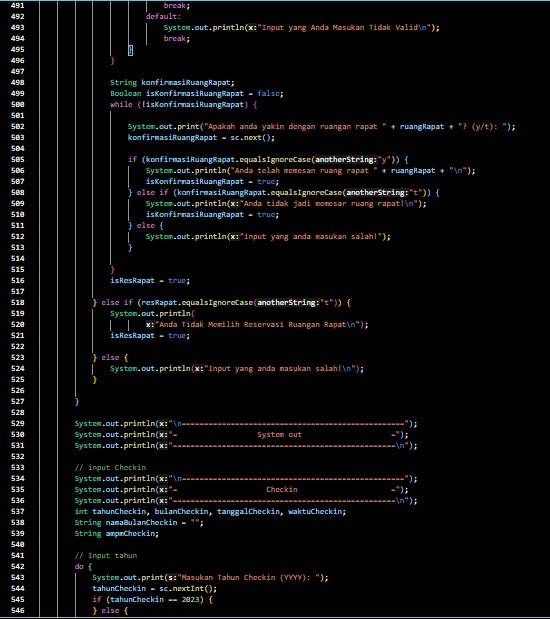 491 break;
492 default:
493 System.out.println(x:"Input yang Anda Masukan Tidak Valid\n");
494 break;
495 }
496 }
497
498 String konfirmasiRuangRapat;
499 Boolean isKonfirmasiRuangRapat = false;
500 while (!isKonfirmasiRuangRapat) {
501
502 System.out.print("Apakah anda yakin dengan ruangan rapat " + ruangRapat + "? (y/t): ");
503 konfirmasiRuangRapat = sc.next();
504
505 if (konfirmasiRuangRapat.equalsIgnoreCase(anotherString:"y")) {
506 System.out.println("Anda telah memesan ruang rapat " + ruangRapat + "\n");
507 isKonfirmasiRuangRapat = true;
508 } else if (konfirmasiRuangRapat.equalsIgnoreCase(anotherString:"t")) {
509 System.out.println(x:"Anda tidak jadi memesar ruang rapat!\n");
510 isKonfirmasiRuangRapat = true;
511 } else {
512 System.out.println(x:"input yang anda masukan salah!");
513 }
514
515 }
516 isResRapat = true;
517
518 } else if (resRapat.equalsIgnoreCase(anotherString:"t")) {
519 System.out.println(
520 x:"Anda Tidak Memilih Reservasi Ruangan Rapat\n");
521 isResRapat = true;
522
523 } else {
524 System.out.println(x:"Input yang anda masukan salah!\n");
525 }
526
527 }
528
529 System.out.println(x:"\n==================================================");
530 System.out.println(x:"= System out =");
531 System.out.println(x:"==================================================\n");
532
533 // input Checkin
534 System.out.println(x:"\n==================================================");
535 System.out.println(x:"= Checkin =");
536 System.out.println(x:"==================================================\n");
537 int tahunCheckin, bulanCheckin, tanggalCheckin, waktuCheckin;
538 String namaBulanCheckin = "";
539 String ampmCheckin;
540
541 // Input tahun
542 do {
543 System.out.print(s:"Masukan Tahun Checkin (YYYY): ");
544 tahunCheckin = sc.nextInt();
545 if (tahunCheckin == 2023) {
546 } else {